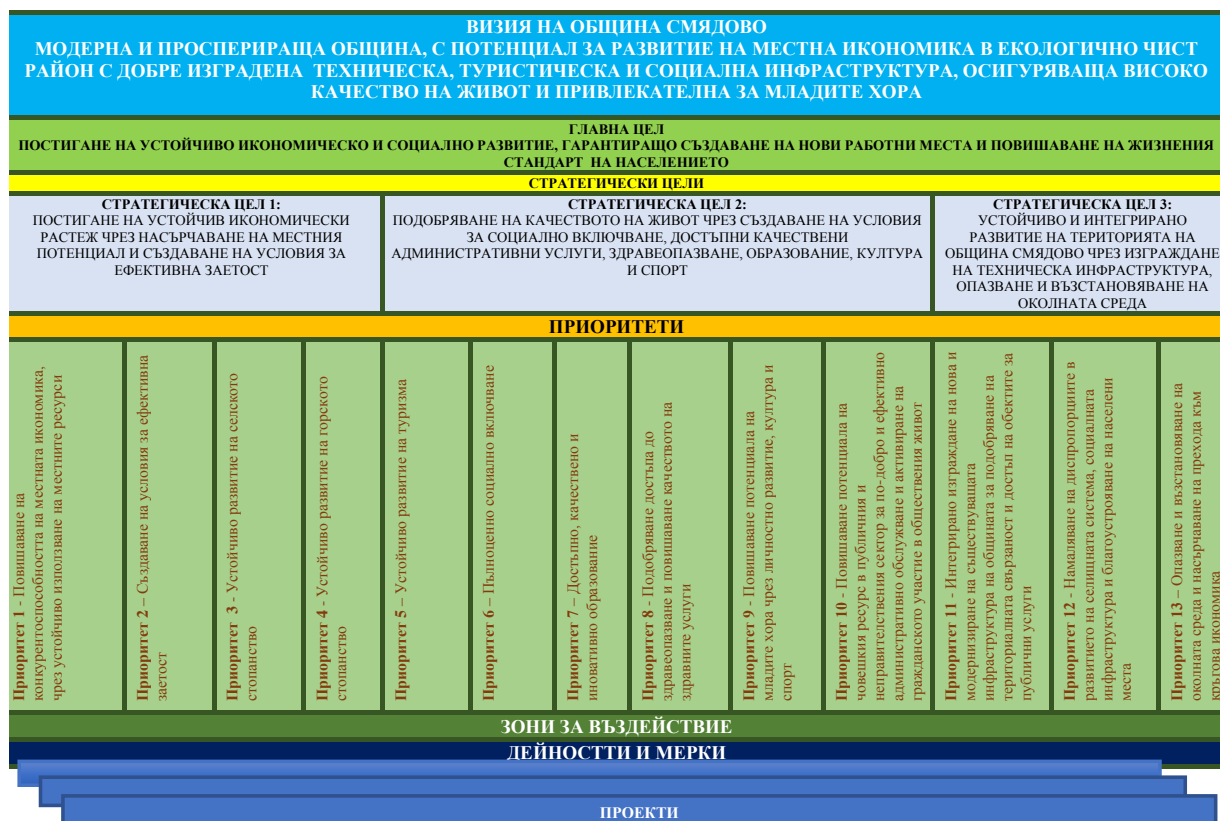 ВИЗИЯ НА ОБЩИНА СМЯДОВО
МОДЕРНА И ПРОСПЕРИРАЩА ОБЩИНА, С ПОТЕНЦИАЛ ЗА РАЗВИТИЕ НА МЕСТНА ИКОНОМИКА В ЕКОЛОГИЧНО ЧИСТ
РАЙОН С ДОБРЕ ИЗГРАДЕНА ТЕХНИЧЕСКА, ТУРИСТИЧЕСКА И СОЦИАЛНА ИНФРАСТРУКТУРА, ОСИГУРЯВАЩА ВИСОКО
КАЧЕСТВО НА ЖИВОТ И ПРИВЛЕКАТЕЛНА ЗА МЛАДИТЕ ХОРА
ГЛАВНА ЦЕЛ
ПОСТИГАНЕ НА УСТОЙЧИВО ИКОНОМИЧЕСКО И СОЦИАЛНО РАЗВИТИЕ, ГАРАНТИРАЩО СЪЗДАВАНЕ НА НОВИ РАБОТНИ МЕСТА И ПОВИШАВАНЕ НА ЖИЗНЕНИЯ
СТАНДАРТ НА НАСЕЛЕНИЕТО
СТРАТЕГИЧЕСКИ ЦЕЛИ
СТРАТЕГИЧЕСКА ЦЕЛ 1:
ПОСТИГАНЕ НА УСТОЙЧИВ ИКОНОМИЧЕСКИ
РАСТЕЖ ЧРЕЗ НАСЪРЧАВАНЕ НА МЕСТНИЯ
ПОТЕНЦИАЛ И СЪЗДАВАНЕ НА УСЛОВИЯ ЗА
ЕФЕКТИВНА ЗАЕТОСТ
СТРАТЕГИЧЕСКА ЦЕЛ 2:
ПОДОБРЯВАНЕ НА КАЧЕСТВОТО НА ЖИВОТ ЧРЕЗ СЪЗДАВАНЕ НА УСЛОВИЯ
ЗА СОЦИАЛНО ВКЛЮЧВАНЕ, ДОСТЪПНИ КАЧЕСТВЕНИ
АДМИНИСТРАТИВНИ УСЛУГИ, ЗДРАВЕОПАЗВАНЕ, ОБРАЗОВАНИЕ, КУЛТУРА
И СПОРТ
СТРАТЕГИЧЕСКА ЦЕЛ 3:
УСТОЙЧИВО И ИНТЕГРИРАНО
РАЗВИТИЕ НА ТЕРИТОРИЯТА НА
ОБЩИНА СМЯДОВО ЧРЕЗ ИЗГРАЖДАНЕ
НА ТЕХНИЧЕСКА ИНФРАСТРУКТУРА,
ОПАЗВАНЕ И ВЪЗСТАНОВЯВАНЕ НА
ОКОЛНАТА СРЕДА
ПРИОРИТЕТИ
Приоритет 1 - Повишаване на
конкурентоспособността на местната икономика,
чрез устойчиво използване на местните ресурси
Приоритет 2 – Създаване на условия за ефективна
заетост
Приоритет 3 - Устойчиво развитие на селското
стопанство
Приоритет 4 - Устойчиво развитие на горското
стопанство
Приоритет 5 – Устойчиво развитие на туризма
Приоритет 6 – Пълноценно социално включване
Приоритет 7 – Достъпно, качествено и
иновативно образование
Приоритет 8 - Подобряване достъпа до
здравеопазване и повишаване качеството на
здравните услуги
Приоритет 9 - Повишаване потенциала на
младите хора чрез личностно развитие, култура и
спорт
Приоритет 10 - Повишаване потенциала на
човешкия ресурс в публичния и
неправителствения сектор за по-добро и ефективно
административно обслужване и активиране на
гражданското участие в обществения живот
Приоритет 11 - Интегрирано изграждане на нова и
модернизиране на съществуващата
инфраструктура на общината за подобряване на
териториалната свързаност и достъп на обектите за
публични услуги
Приоритет 12 - Намаляване на диспропорциите в
развитието на селищната система, социалната
инфраструктура и благоустрояване на населени
места
Приоритет 13 – Опазване и възстановяване на
околната среда и насърчаване на прехода към
кръгова икономика
ЗОНИ ЗА ВЪЗДЕЙСТВИЕ
ДЕЙНОСТТИ И МЕРКИ
ПРОЕКТИ